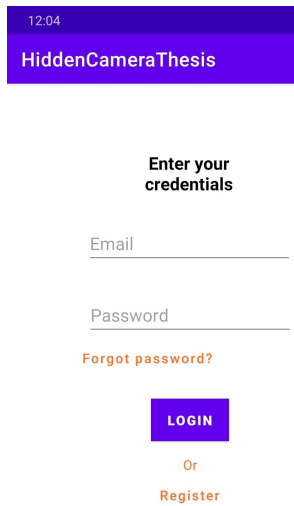 12:04
HiddenCameraThesis
Enter your
credentials
Email
Password
Forgot password?
LOGIN
Or
Register